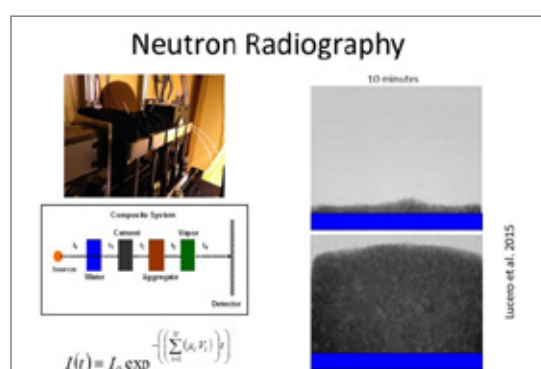 Neutron Radiography
10 minutes
Composite System
Cement
Vapor
Source
Water
Aggregate
Detector
Lucero et al. 2015